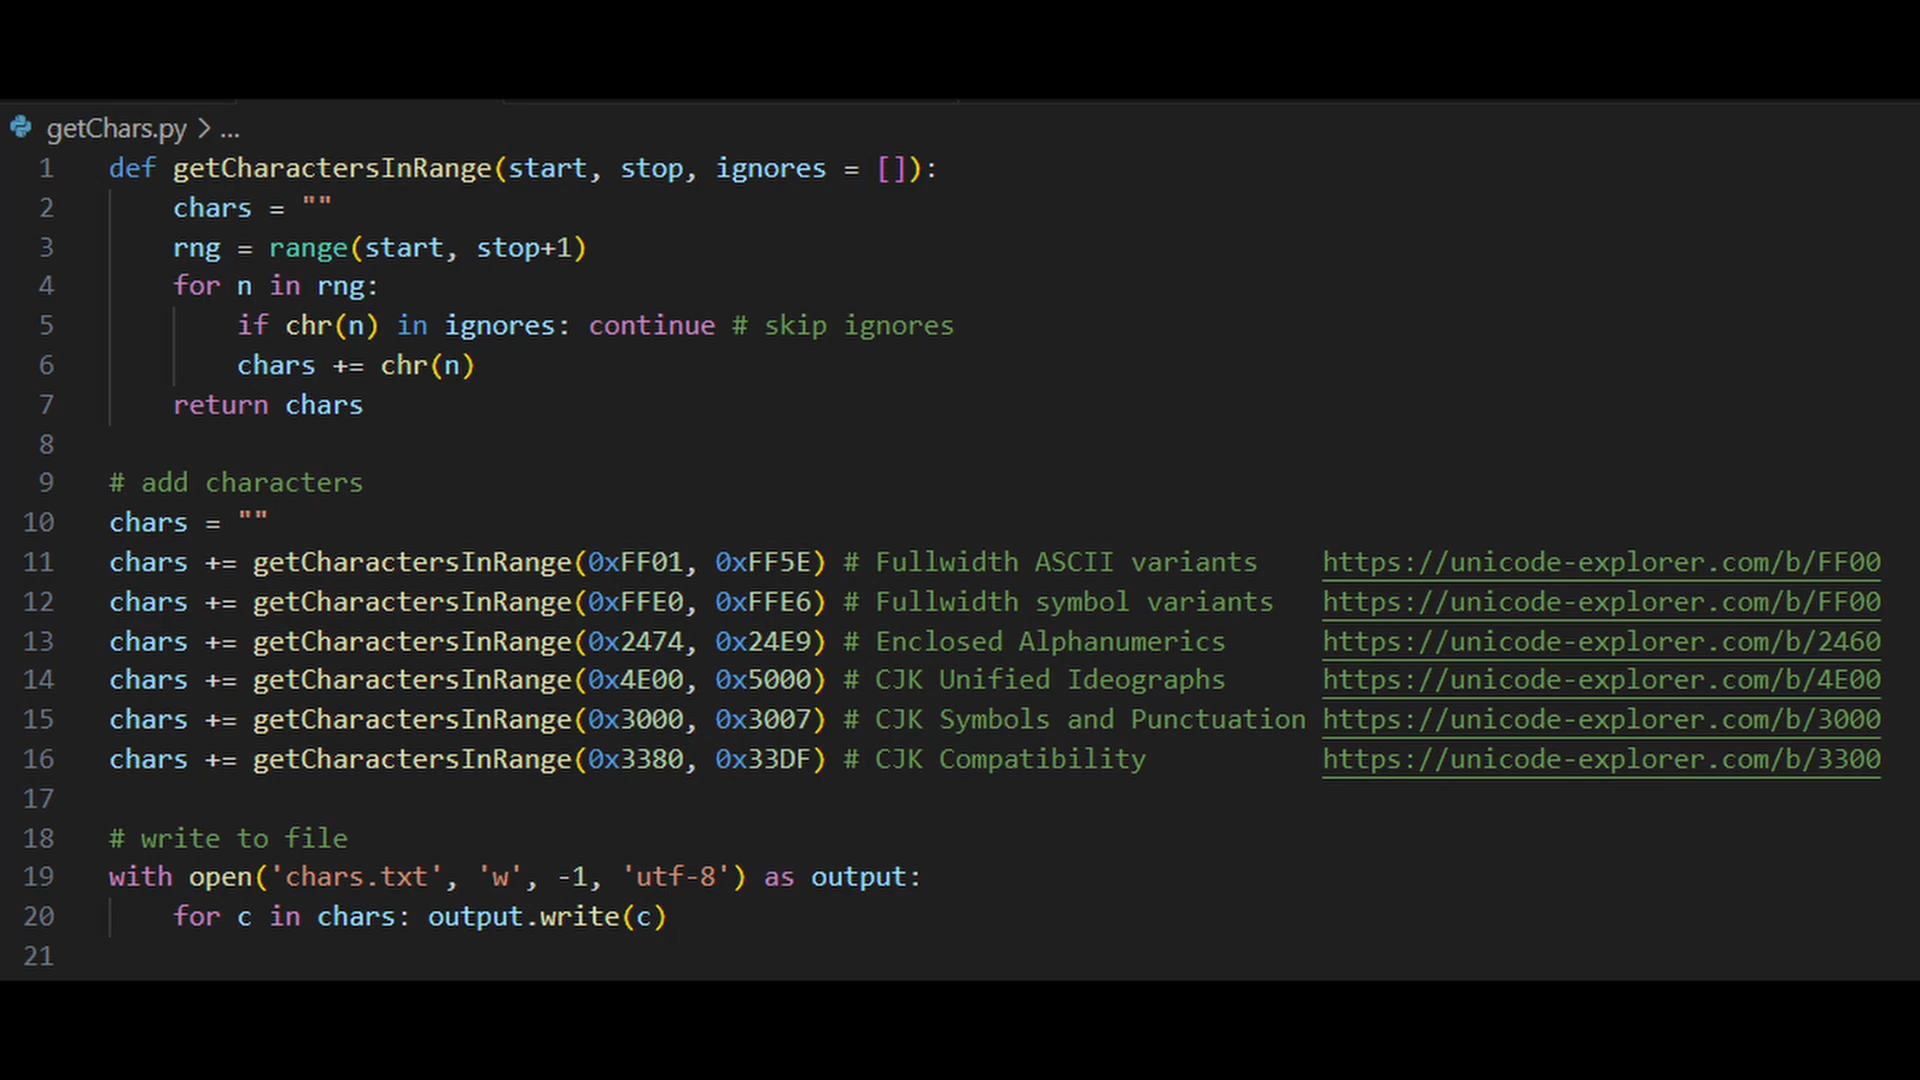 getChars.py > ...
1 def getCharactersInRange(start, stop, ignores = []):
2     chars = ""
3     rng = range(start, stop+1)
4     for n in rng:
5         if chr(n) in ignores: continue # skip ignores
6         chars += chr(n)
7     return chars
8
9 # add characters
10 chars = ""
11 chars += getCharactersInRange(0xFF01, 0xFF5E) # Fullwidth ASCII variants    https://unicode-explorer.com/b/FF00
12 chars += getCharactersInRange(0xFFE0, 0xFFE6) # Fullwidth symbol variants   https://unicode-explorer.com/b/FF00
13 chars += getCharactersInRange(0x2474, 0x24E9) # Enclosed Alphanumerics      https://unicode-explorer.com/b/2460
14 chars += getCharactersInRange(0x4E00, 0x5000) # CJK Unified Ideographs      https://unicode-explorer.com/b/4E00
15 chars += getCharactersInRange(0x3000, 0x3007) # CJK Symbols and Punctuation https://unicode-explorer.com/b/3000
16 chars += getCharactersInRange(0x3380, 0x33DF) # CJK Compatibility           https://unicode-explorer.com/b/3300
17
18 # write to file
19 with open('chars.txt', 'w', -1, 'utf-8') as output:
20     for c in chars: output.write(c)
21